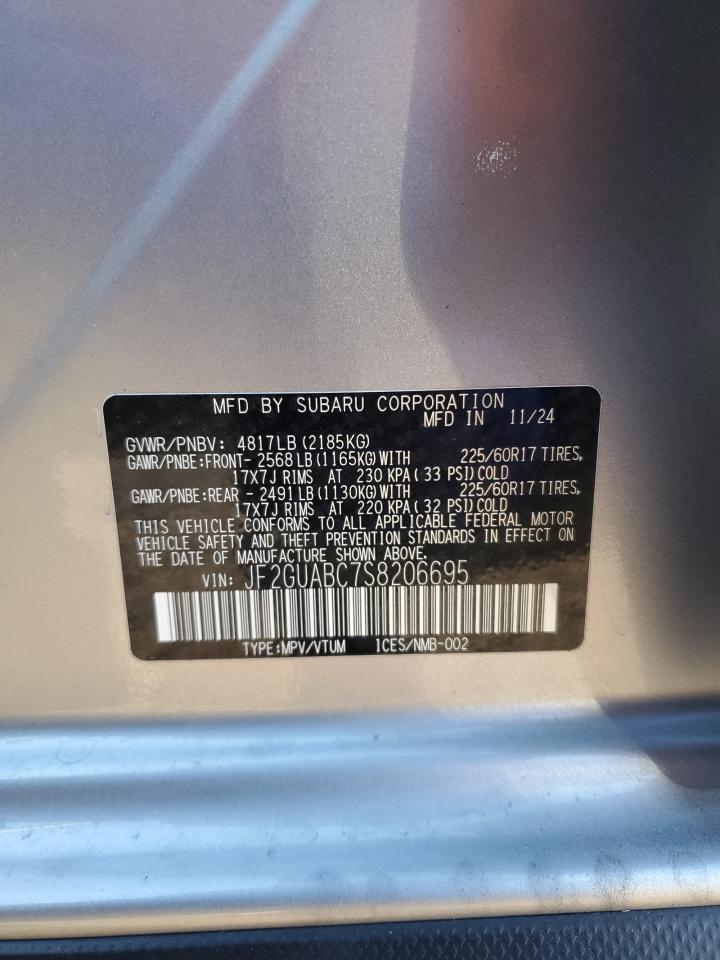 MFD BY SUBARU CORPORATION
MFD IN 11/24
GVWR/PNBV: 4817LB (2185KG)
GAWR/PNBE:FRONT- 2568 LB (1165KG) WITH 225/60R17 TIRES,
17X7J RIMS AT 230 KPA ( 33 PSI) COLD
GAWR/PNBE:REAR - 2491 LB (1130KG) WITH 225/60R17 TIRES,
17X7J RIMS AT 220 KPA ( 32 PSI) COLD
THIS VEHICLE CONFORMS TO ALL APPLICABLE FEDERAL MOTOR
VEHICLE SAFETY AND THEFT PREVENTION STANDARDS IN EFFECT ON
THE DATE OF MANUFACTURE SHOWN ABOVE.
VIN: JF2GUABC7S8206695
TYPE:MPV/VTUM ICES/NMB-002